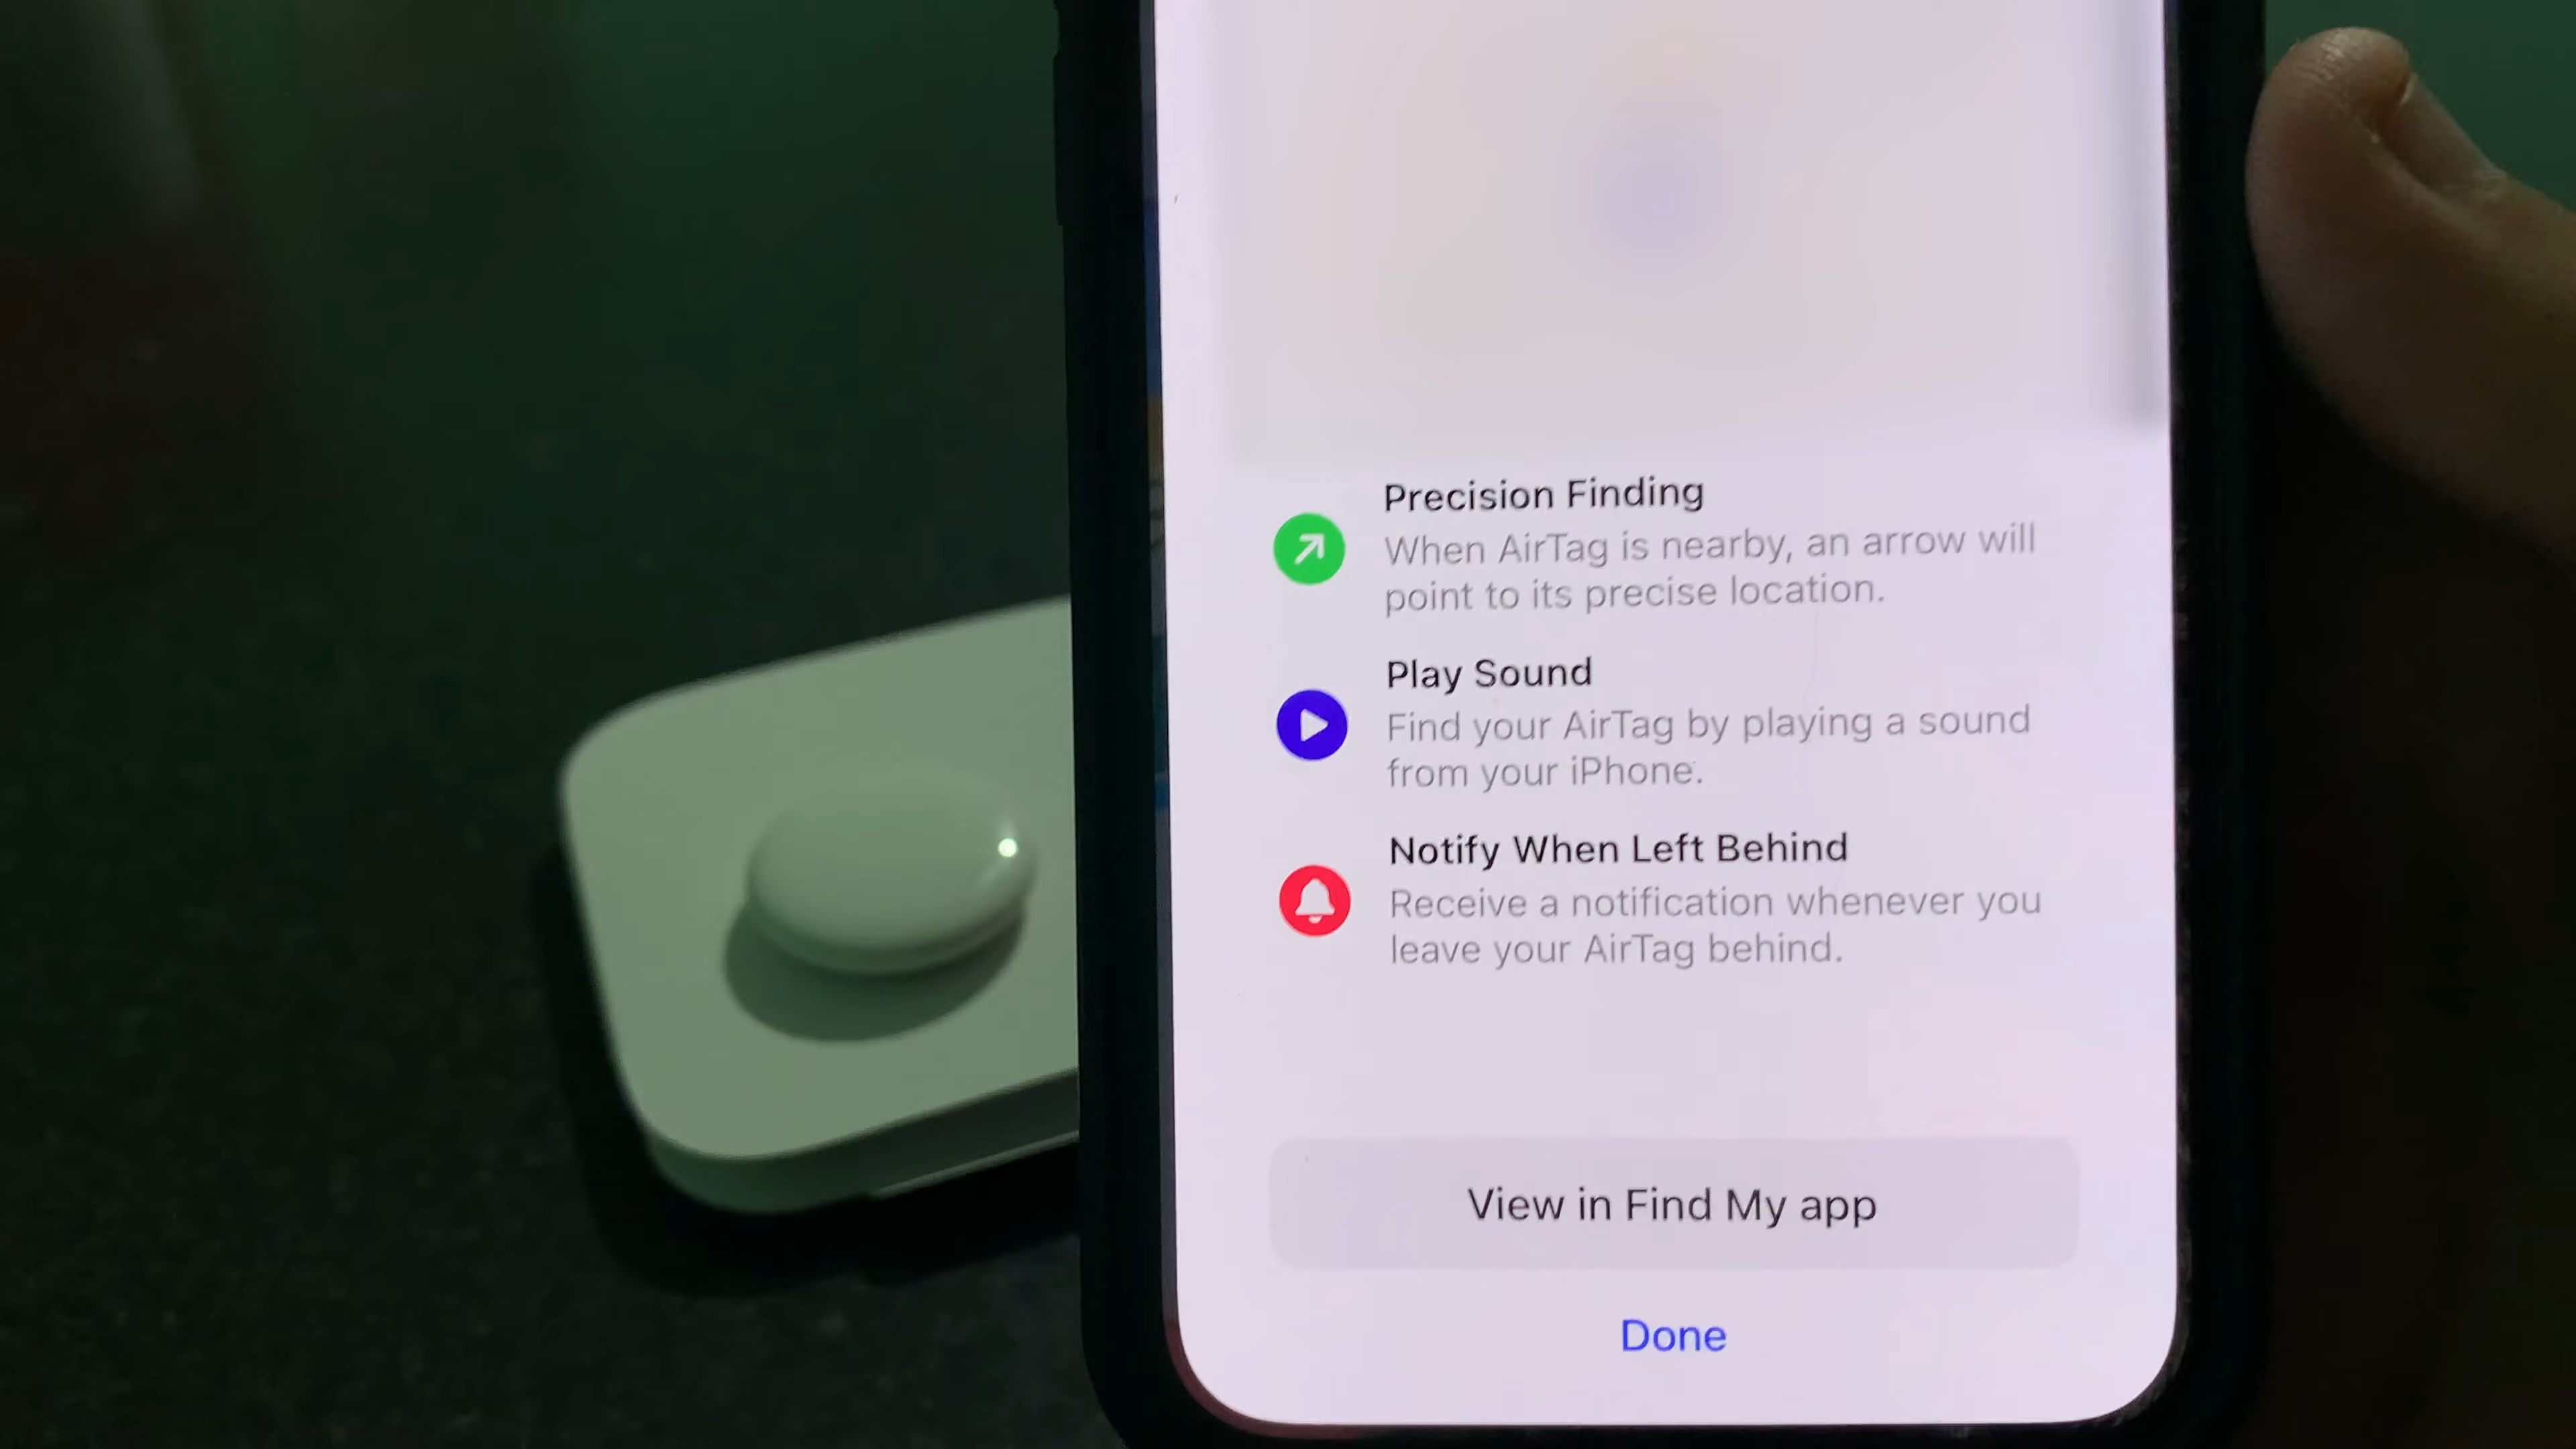 Precision Finding
When AirTag is nearby, an arrow will
point to its precise location.
Play Sound
Find your AirTag by playing a sound
from your iPhone.
Notify When Left Behind
Receive a notification whenever you
leave your AirTag behind.
View in Find My app
Done